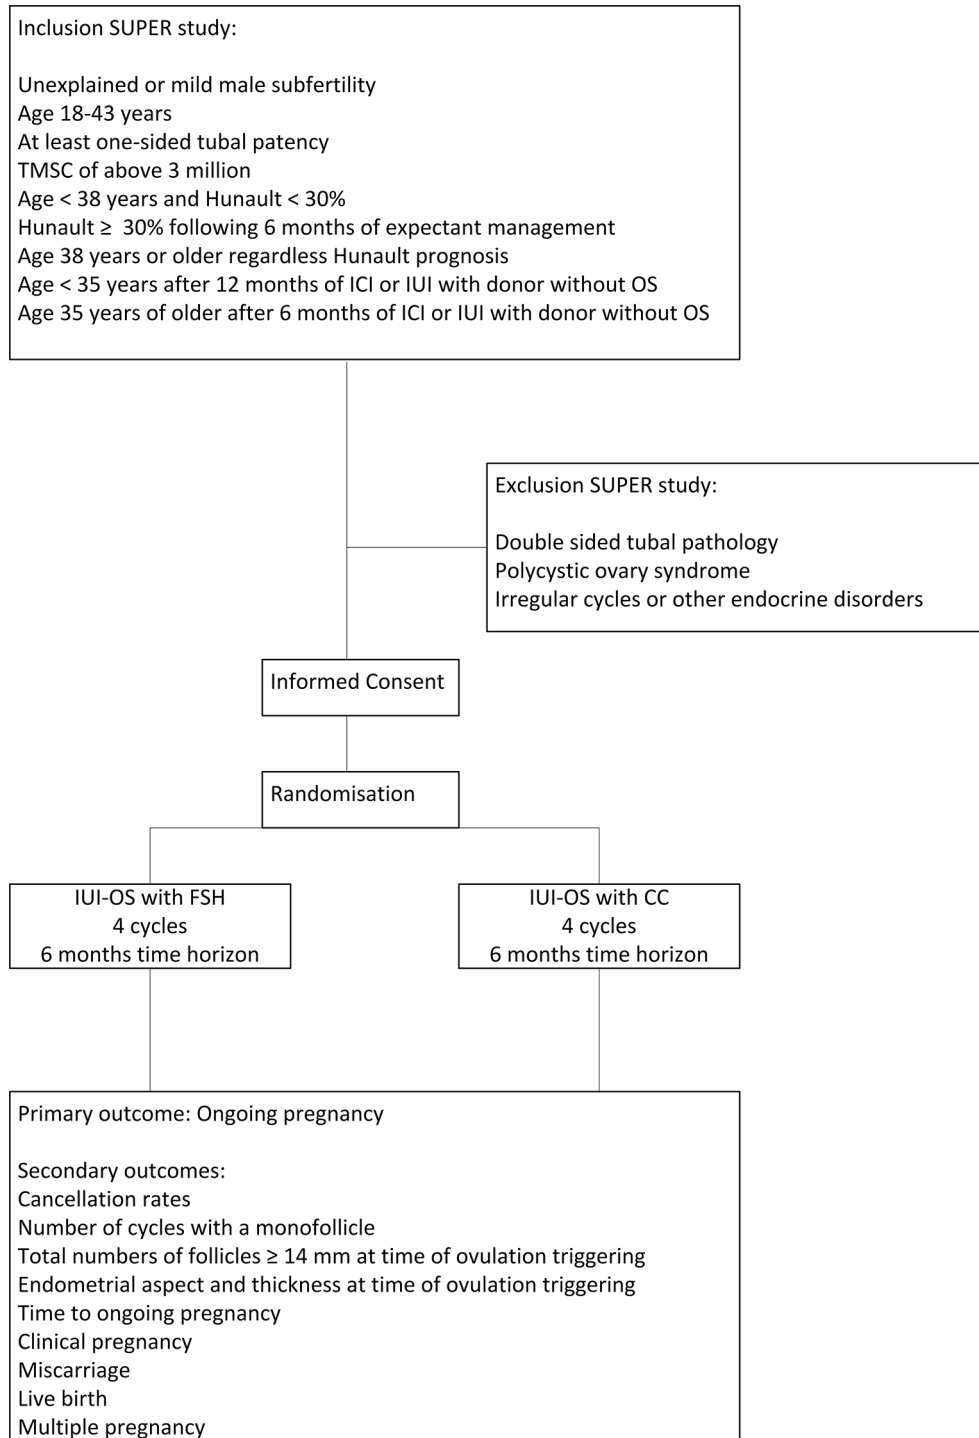 Inclusion SUPER study:
Unexplained or mild male subfertility
Age 18-43 years
At least one-sided tubal patency
TMSC of above 3 million
Age < 38 years and Hunault < 30%
Hunault ≥ 30% following 6 months of expectant management
Age 38 years or older regardless Hunault prognosis
Age < 35 years after 12 months of ICI or IUI with donor without OS
Age 35 years of older after 6 months of ICI or IUI with donor without OS
Exclusion SUPER study:
Double sided tubal pathology
Polycystic ovary syndrome
Irregular cycles or other endocrine disorders
Informed Consent
Randomisation
IUI-OS with FSH
4 cycles
6 months time horizon
IUI-OS with CC
4 cycles
6 months time horizon
Primary outcome: Ongoing pregnancy
Secondary outcomes:
Cancellation rates
Number of cycles with a monofollicle
Total numbers of follicles ≥ 14 mm at time of ovulation triggering
Endometrial aspect and thickness at time of ovulation triggering
Time to ongoing pregnancy
Clinical pregnancy
Miscarriage
Live birth
Multiple pregnancy